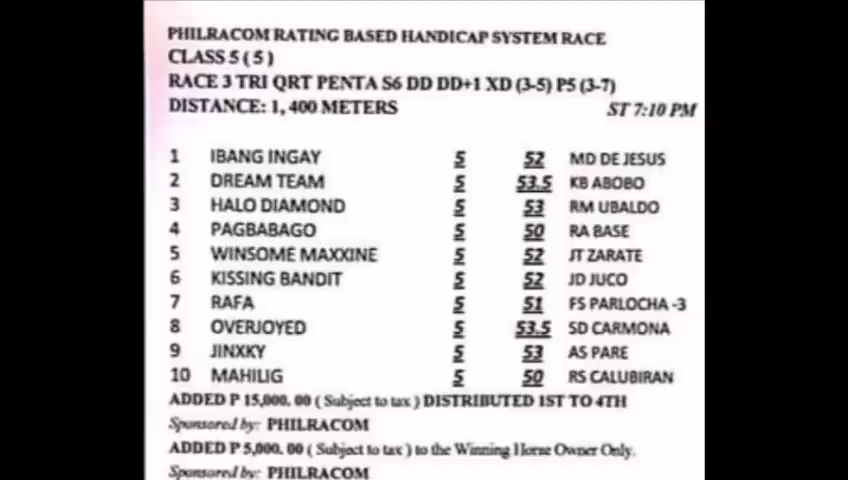 PHILRACOM RATING BASED HANDICAP SYSTEM RACE
CLASS 5 ( 5 )
RACE 3 TRI QRT PENTA S6 DD DD+1 XD (3-5) P5 (3-7)
DISTANCE: 1, 400 METERS ST 7:10 PM
1 IBANG INGAY 5 52 MD DE JESUS
2 DREAM TEAM 5 53.5 KB ABOBO
3 HALO DIAMOND 5 53 RM UBALDO
4 PAGBABAGO 5 50 RA BASE
5 WINSOME MAXXINE 5 52 JT ZARATE
6 KISSING BANDIT 5 52 JD JUCO
7 RAFA 5 51 FS PARLOCHA -3
8 OVERJOYED 5 53.5 SD CARMONA
9 JINXKY 5 53 AS PARE
10 MAHILIG 5 50 RS CALUBIRAN
ADDED P 15,000. 00 ( Subject to tax ) DISTRIBUTED 1ST TO 4TH
Sponsored by: PHILRACOM
ADDED P 5,000. 00 ( Subject to tax ) to the Winning Horse Owner Only.
Sponsored by: PHILRACOM